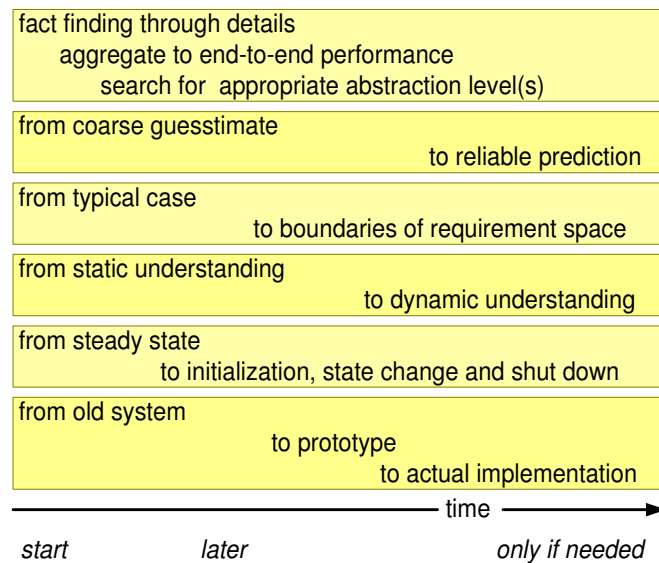 fact finding through details
aggregate to end-to-end performance
search for appropriate abstraction level(s)
from coarse guesstimate
to reliable prediction
from typical case
to boundaries of requirement space
from static understanding
to dynamic understanding
from steady state
to initialization, state change and shut down
from old system
to prototype
to actual implementation
time
start later only if needed